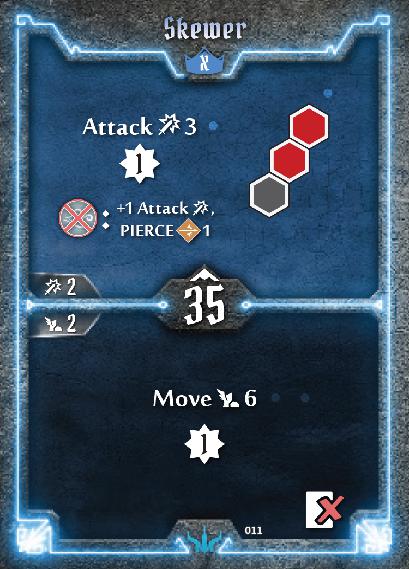 Skewer
X
Attack 3
1
+1 Attack ,
PIERCE 1
2
35
2
Move 6
1
011